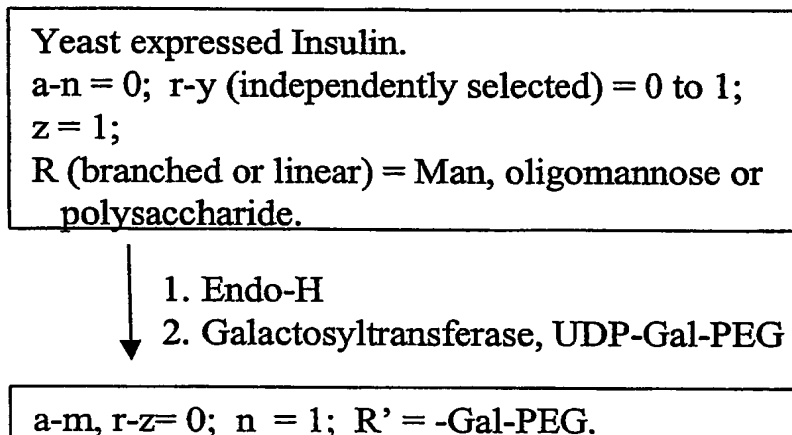 Yeast expressed Insulin.
a-n = 0; r-y (independently selected) = 0 to 1;
z = 1;
R (branched or linear) = Man, oligomannose or
polysaccharide.
1. Endo-H
2. Galactosyltransferase, UDP-Gal-PEG
a-m, r-z= 0; n = 1; R’ = -Gal-PEG.